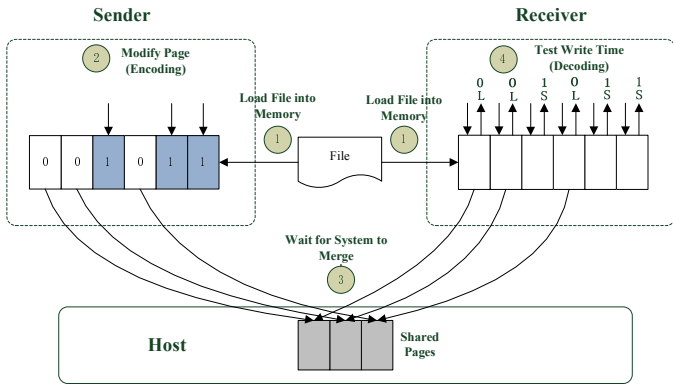 Sender
Receiver
2
Modify Page
(Encoding)
4
Test Write Time
(Decoding)
0 0 1 0 1 1
L L S L S S
Load File into
Memory
1
Load File into
Memory
1
0 0 1 0 1 1
File
Wait for System to
Merge
3
Host
Shared
Pages